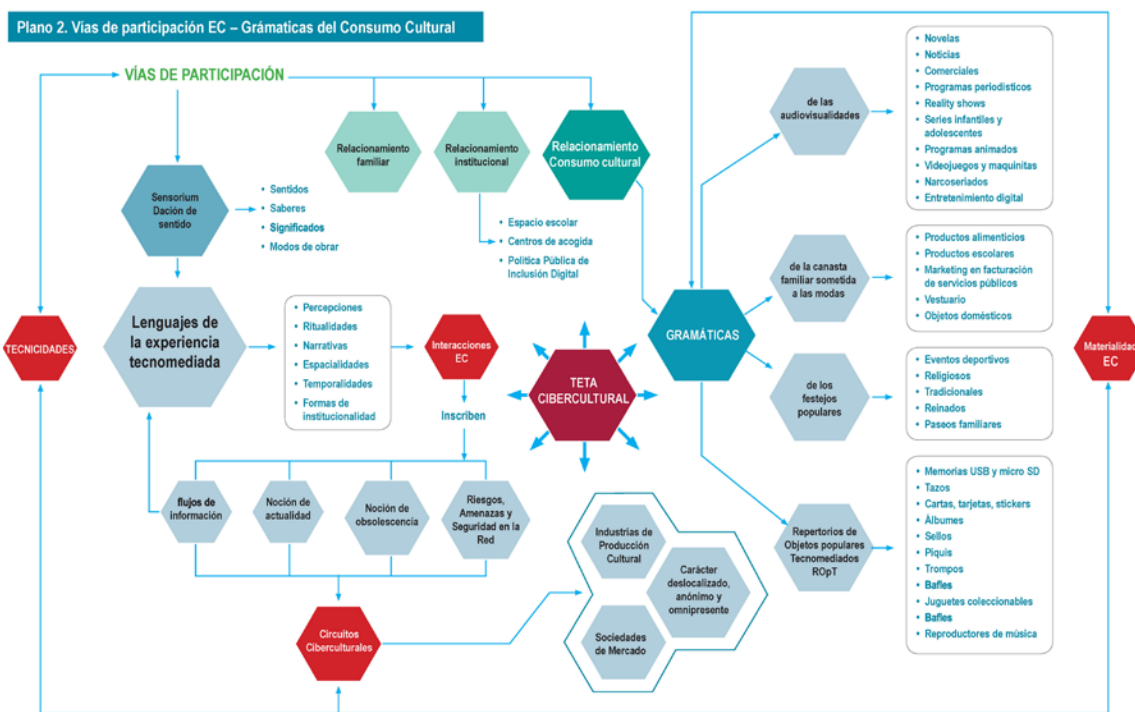 Plano 2. Vías de participación EC – Grámaticas del Consumo Cultural
VÍAS DE PARTICIPACIÓN
Relacionamiento
familiar
Relacionamiento
institucional
Relacionamiento
Consumo cultural
Sensorium
Dación de
sentido
• Sentidos
• Saberes
• Significados
• Modos de obrar
• Espacio escolar
• Centros de acogida
• Política Pública de
Inclusión Digital
TECNICIDADES
Lenguajes de
la experiencia
tecnomediada
• Percepciones
• Ritualidades
• Narrativas
• Espacialidades
• Temporalidades
• Formas de
institucionalidad
Interacciones
EC
Inscriben
flujos de
información
Noción de
actualidad
Noción de
obsolescencia
Riesgos,
Amenazas y
Seguridad en la
Red
Circuitos
Ciberculturales
TETA
CIBERCULTURAL
Industrias de
Producción
Cultural
Carácter
deslocalizado,
anónimo y
omnipresente
Sociedades
de Mercado
GRAMÁTICAS
de las
audiovisualidades
• Novelas
• Noticias
• Comerciales
• Programas periodísticos
• Reality shows
• Series infantiles y
adolescentes
• Programas animados
• Videojuegos y maquinitas
• Narcoseriados
• Entretenimiento digital
de la canasta
familiar sometida
a las modas
• Productos alimenticios
• Productos escolares
• Marketing en facturación
de servicios públicos
• Vestuario
• Objetos domésticos
de los
festejos
populares
• Eventos deportivos
• Religiosos
• Tradicionales
• Reinados
• Paseos familiares
Repertorios de
Objetos populares
Tecnomediados
ROpT
• Memorias USB y micro SD
• Tazos
• Cartas, tarjetas, stickers
• Álbumes
• Sellos
• Piquis
• Trompos
• Bafles
• Juguetes coleccionables
• Bafles
• Reproductores de música
Materialidad
EC